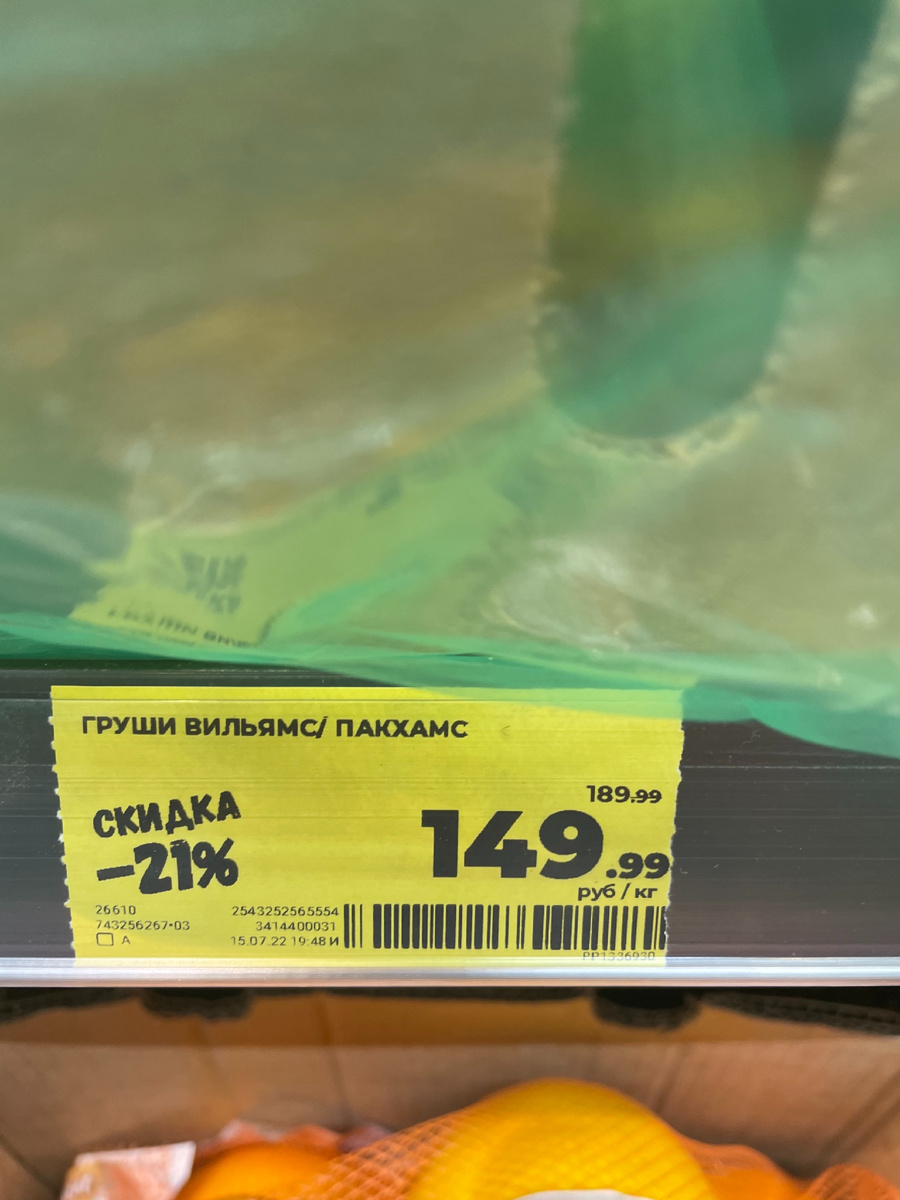 ГРУШИ ВИЛЬЯМС/ ПАКХАМС
189.99
СКИДКА
-21%
149.99
руб / кг
26610
743256267•03
А
2543252565554
3414400031
15.07.22 19:48 И
PP1336930